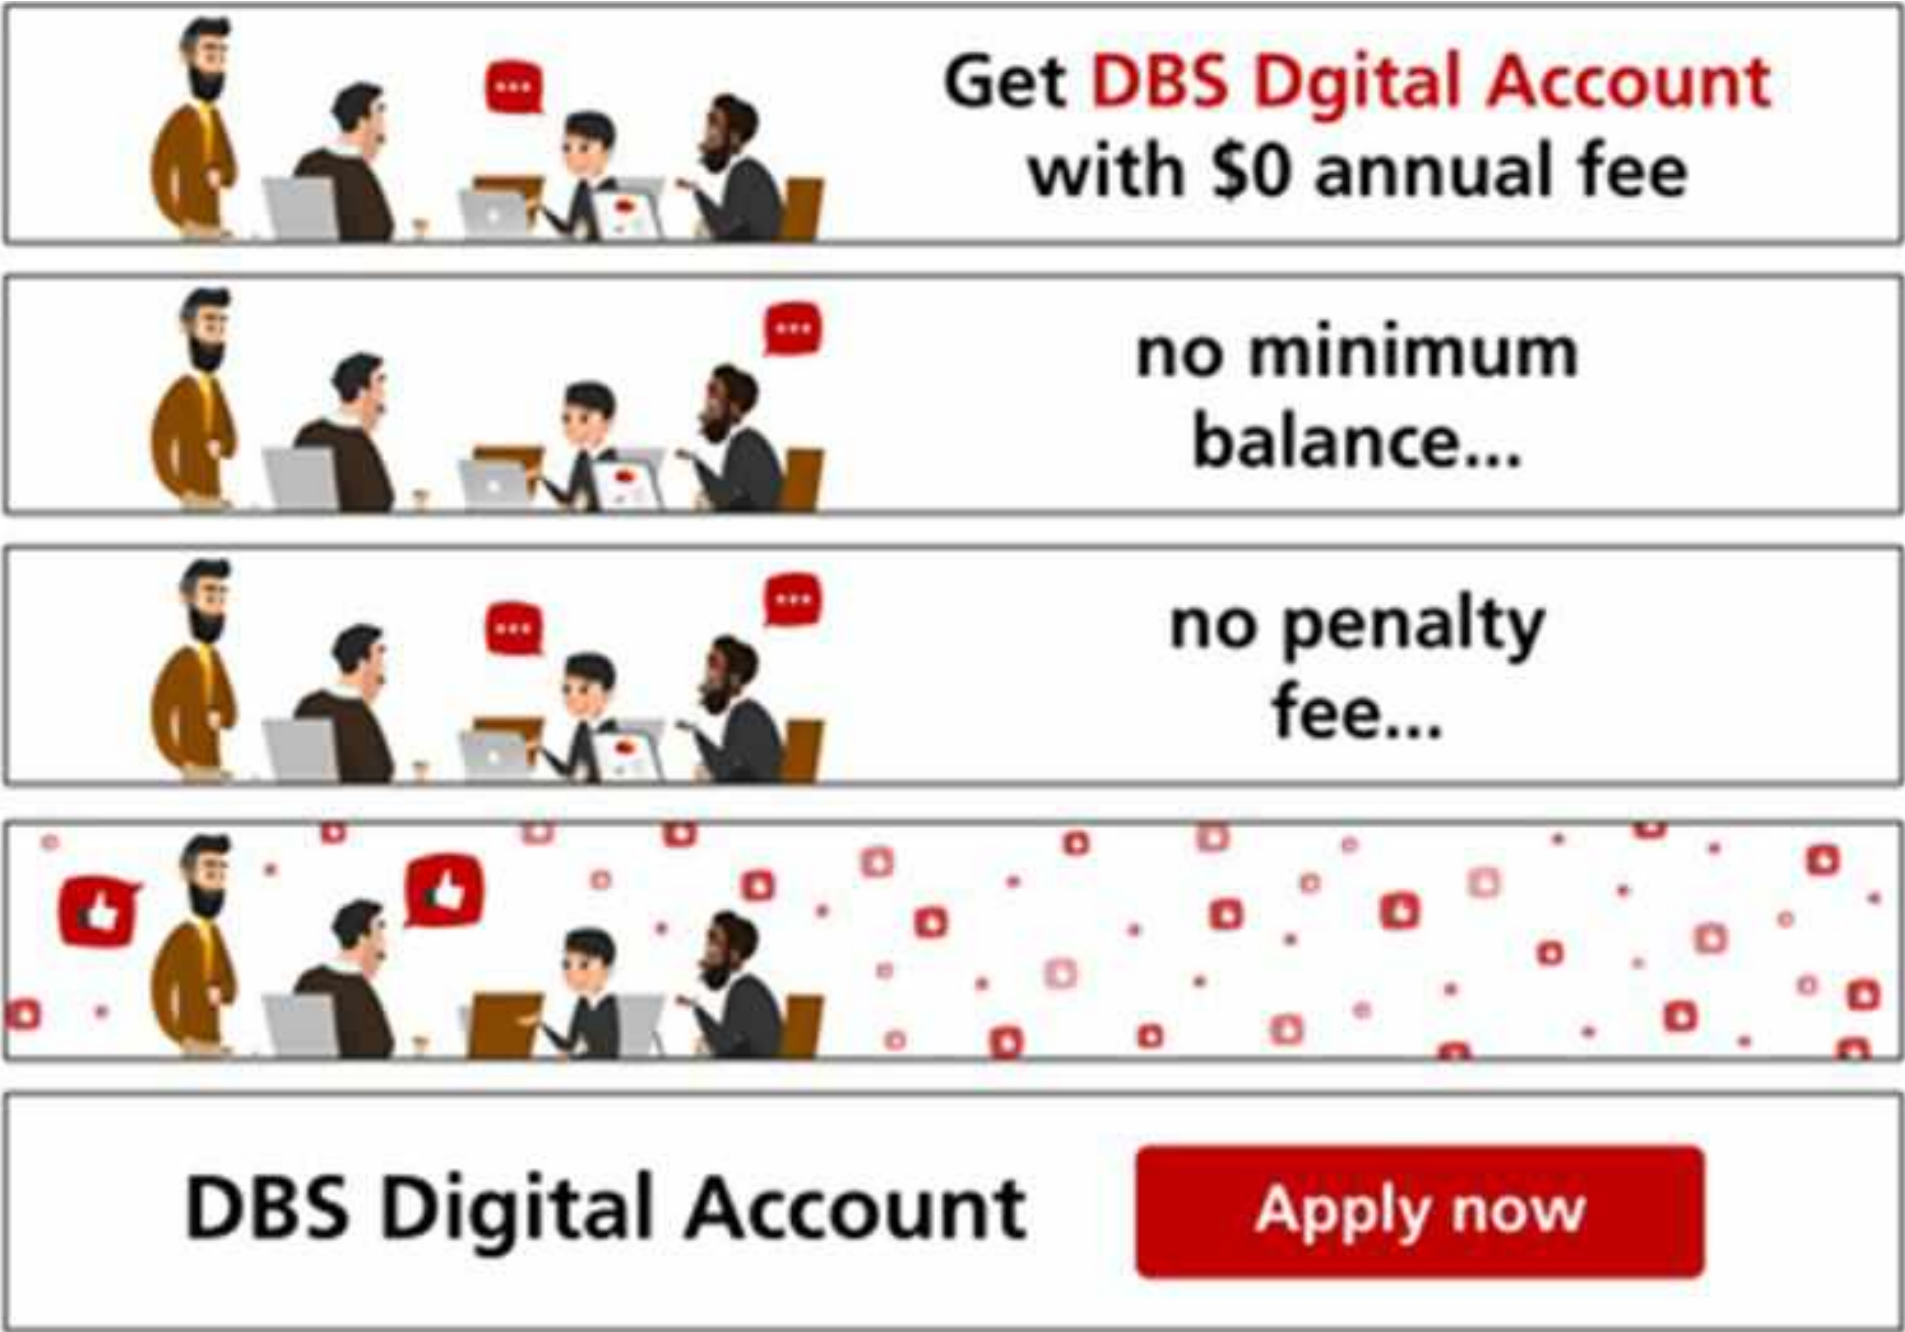 Get DBS Dgital Account
with $0 annual fee
no minimum
balance...
no penalty
fee...
DBS Digital Account
Apply now